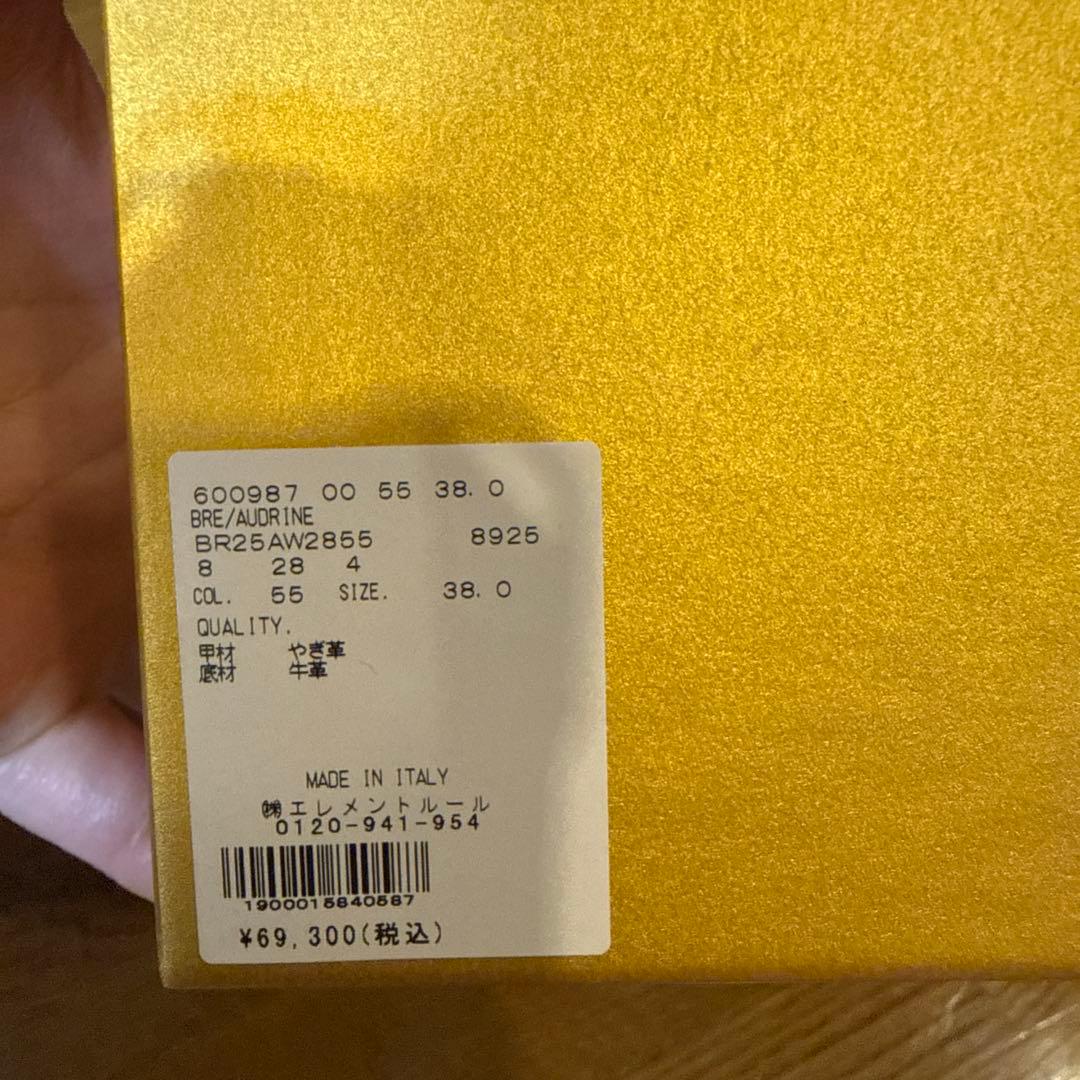 600987 00 55 38.0
BRE/AUDRINE
BR25AW2855 8925
8 28 4
COL. 55 SIZE. 38.0
QUALITY.
甲材 やぎ革
底材 牛革
MADE IN ITALY
㈱エレメントルール
0120-941-954
1900015840587
¥69,300(税込)